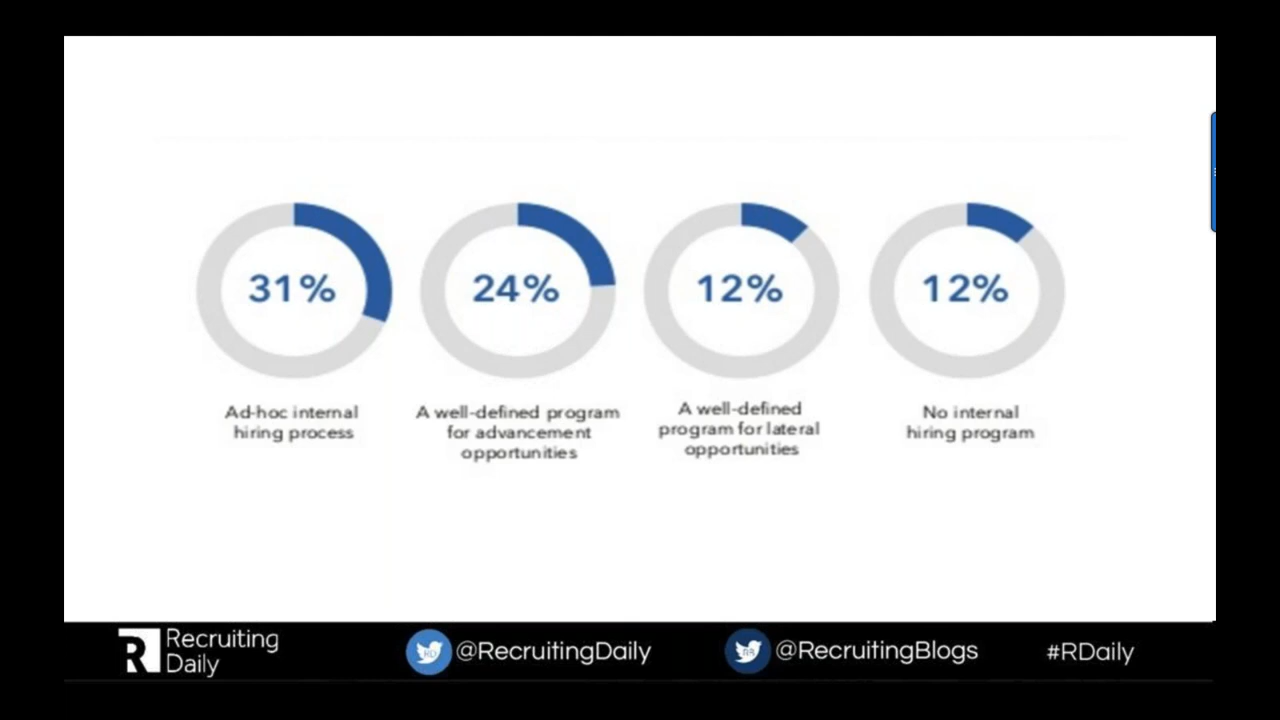 31%
24%
12%
12%
Ad-hoc internal
hiring process
A well-defined program
for advancement
opportunities
A well-defined
program for lateral
opportunities
No internal
hiring program
Recruiting
Daily
@RecruitingDaily
@RecruitingBlogs
#RDaily